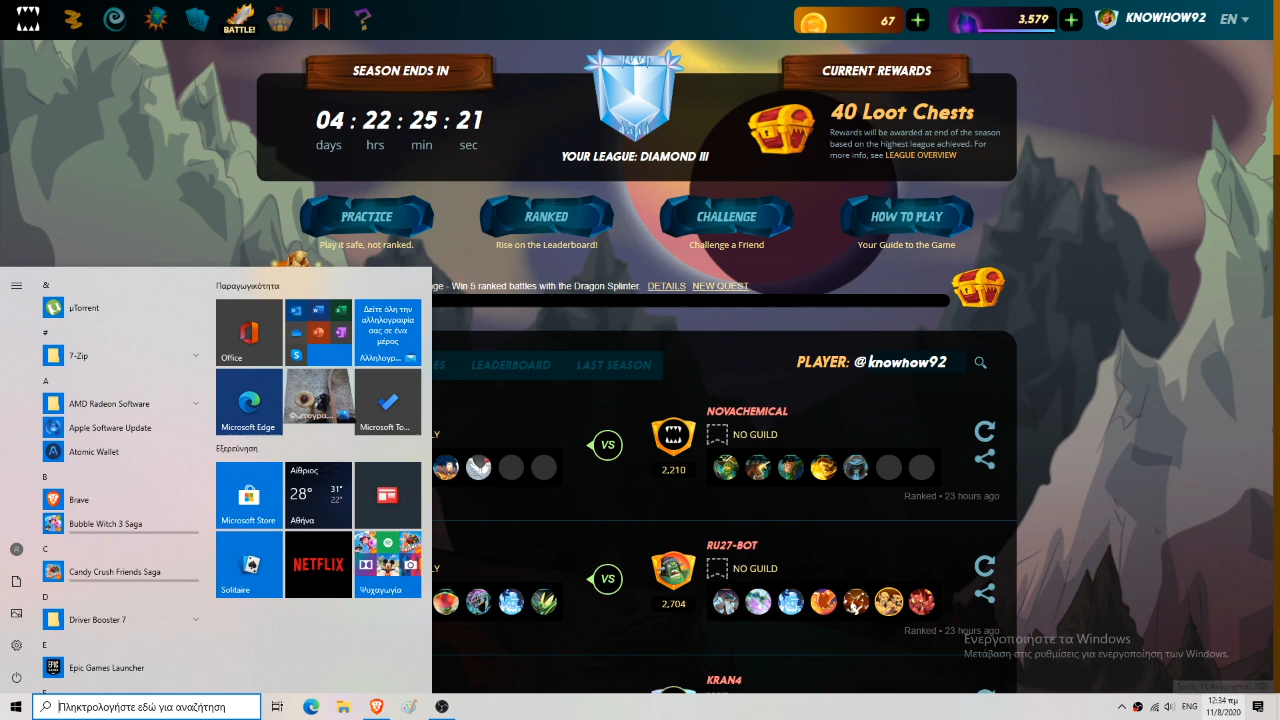 BATTLE!
67
3,579
KNOWHOW92
EN
SEASON ENDS IN
04 : 22 : 25 : 21
days hrs min sec
YOUR LEAGUE: DIAMOND III
CURRENT REWARDS
40 Loot Chests
Rewards will be awarded at end of the season
based on the highest league achieved. For
more info, see LEAGUE OVERVIEW
PRACTICE
Play it safe, not ranked.
RANKED
Rise on the Leaderboard!
CHALLENGE
Challenge a Friend
HOW TO PLAY
Your Guide to the Game
ge - Win 5 ranked battles with the Dragon Splinter. DETAILS NEW QUEST
ES LEADERBOARD LAST SEASON
PLAYER: @knowhow92
LY
VS
2,210
NOVACHEMICAL
NO GUILD
Ranked • 23 hours ago
LY
VS
2,704
RU27-BOT
NO GUILD
Ranked • 23 hours ago
KRAN4
Ενεργοποιήστε τα Windows
Μετάβαση στις ρυθμίσεις για ενεργοποίηση των Windows.
&
μTorrent
#
7-Zip
A
AMD Radeon Software
Apple Software Update
Atomic Wallet
B
Brave
Bubble Witch 3 Saga
C
Candy Crush Friends Saga
D
Driver Booster 7
E
Epic Games Launcher
Παραγωγικότητα
Office
Δείτε όλη την
αλληλογραφία
σας σε ένα
μέρος
Αλληλογρ...
Microsoft Edge
Φωτογρα...
Microsoft To...
Εξερεύνηση
Microsoft Store
Αίθριος
28° 31° 22°
Αθήνα
Solitaire
NETFLIX
Ψυχαγωγία
Πληκτρολογήστε εδώ για αναζήτηση
ENG
12:34 πμ
11/8/2020